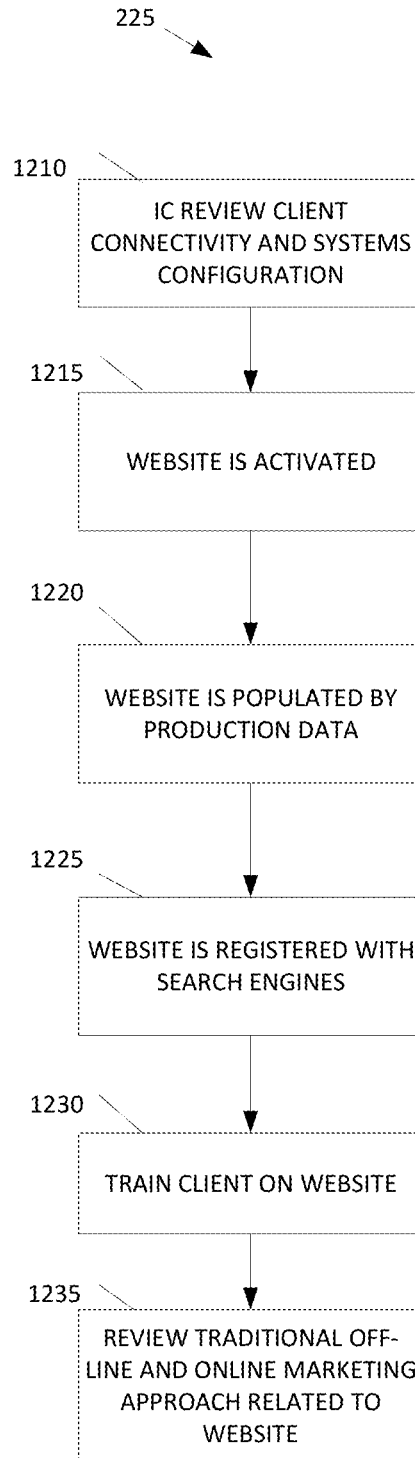 225
1210
IC REVIEW CLIENT
CONNECTIVITY AND SYSTEMS
CONFIGURATION
1215
WEBSITE IS ACTIVATED
1220
WEBSITE IS POPULATED BY
PRODUCTION DATA
1225
WEBSITE IS REGISTERED WITH
SEARCH ENGINES
1230
TRAIN CLIENT ON WEBSITE
1235
REVIEW TRADITIONAL OFF-
LINE AND ONLINE MARKETING
APPROACH RELATED TO
WEBSITE